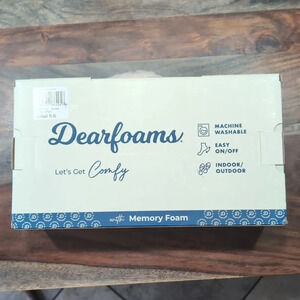 Dearfoams.
Let's Get Comfy
MACHINE
WASHABLE
EASY
ON/OFF
INDOOR/
OUTDOOR
with Memory Foam